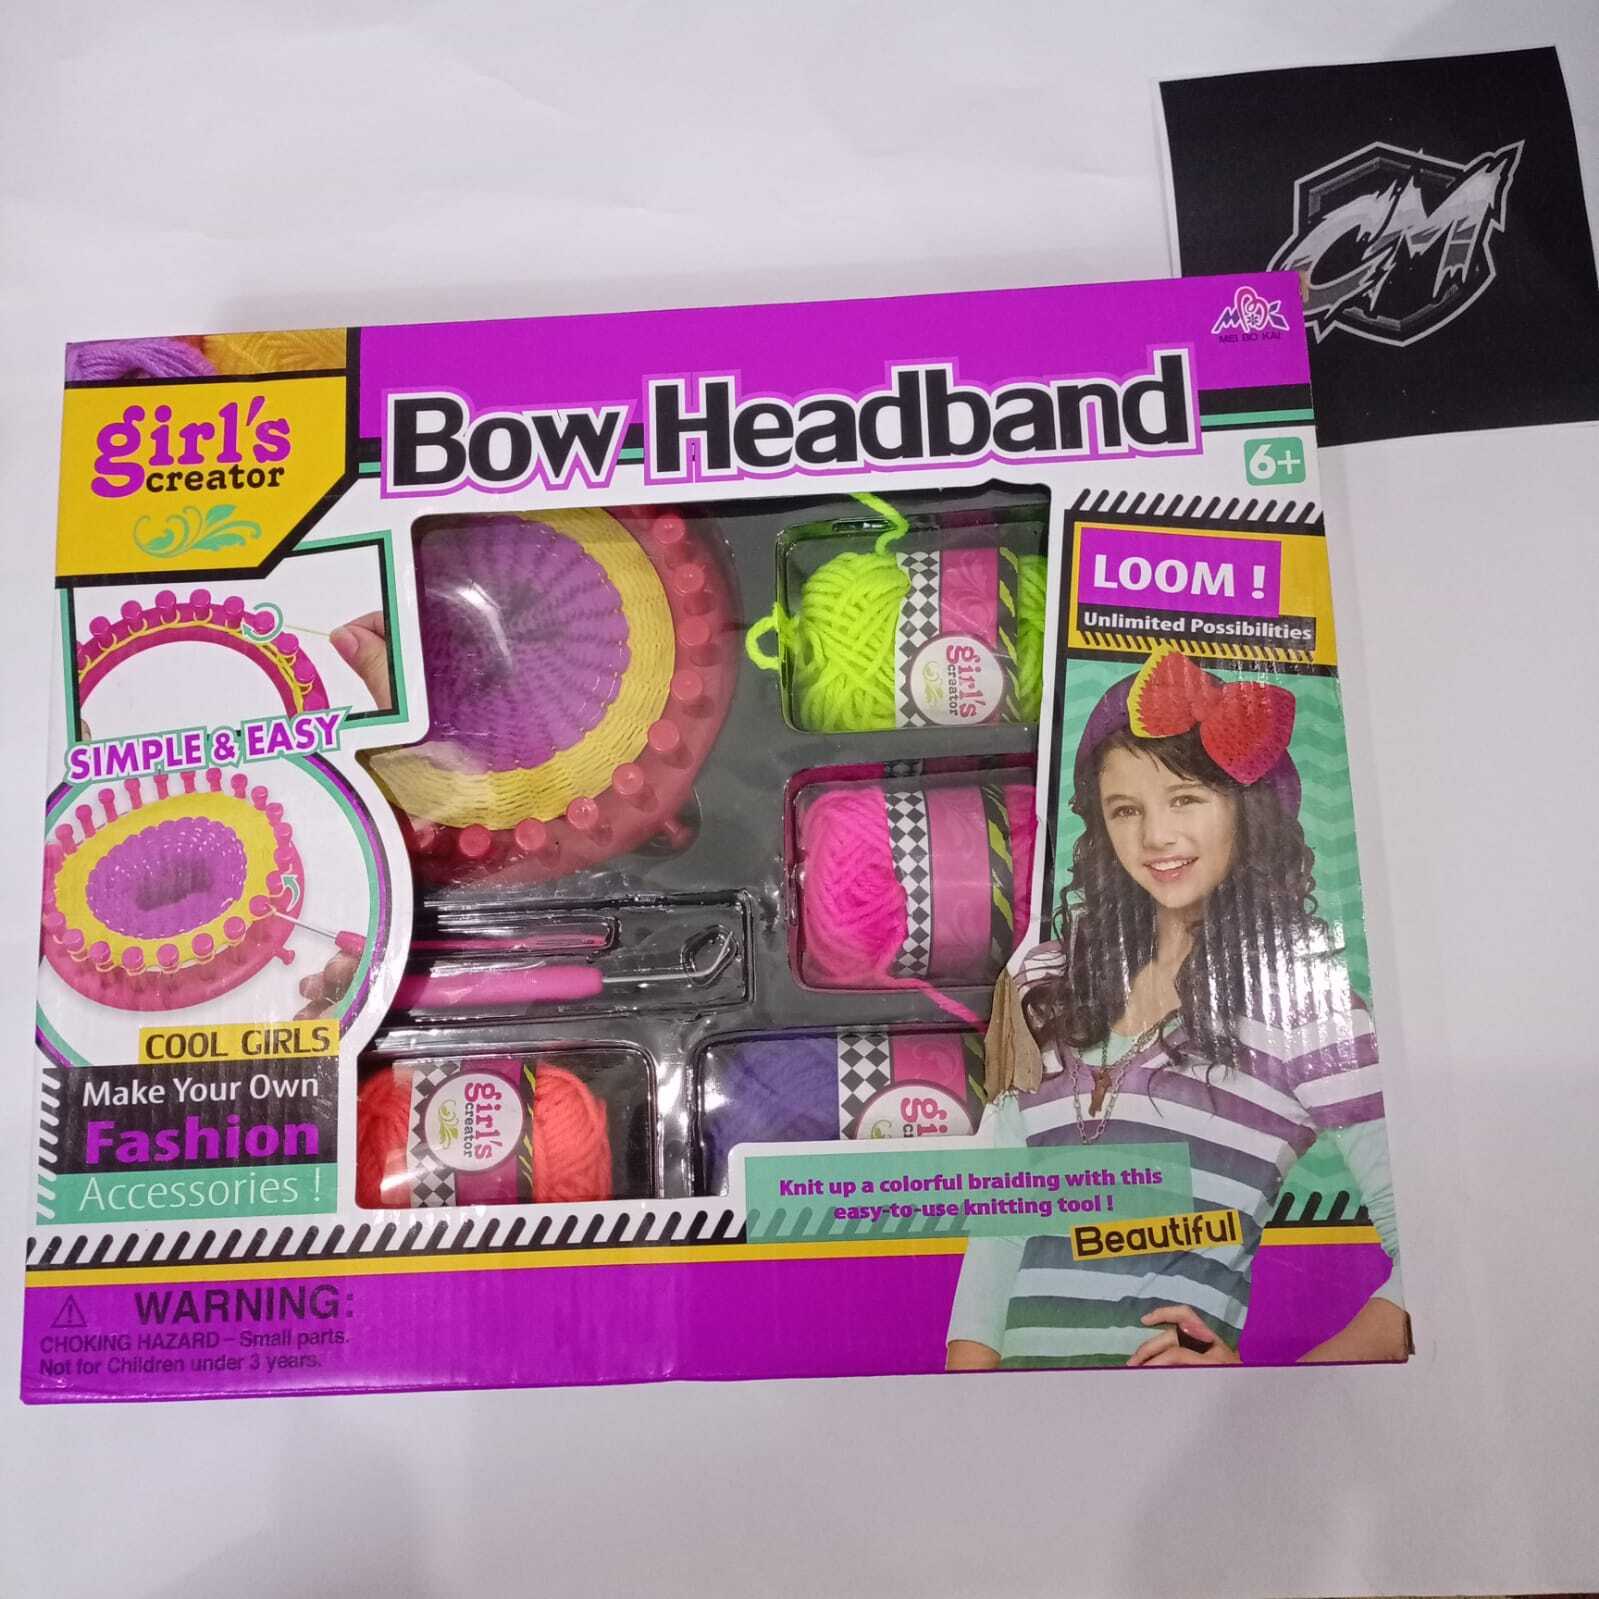 CM
MBK
MEI BO KAI
girl's
creator
Bow Headband
6+
LOOM !
Unlimited Possibilities
SIMPLE & EASY
girl's
creator
COOL GIRLS
Make Your Own
Fashion
Accessories !
girl's
creator
Knit up a colorful braiding with this
easy-to-use knitting tool !
Beautiful
WARNING:
CHOKING HAZARD – Small parts.
Not for Children under 3 years.